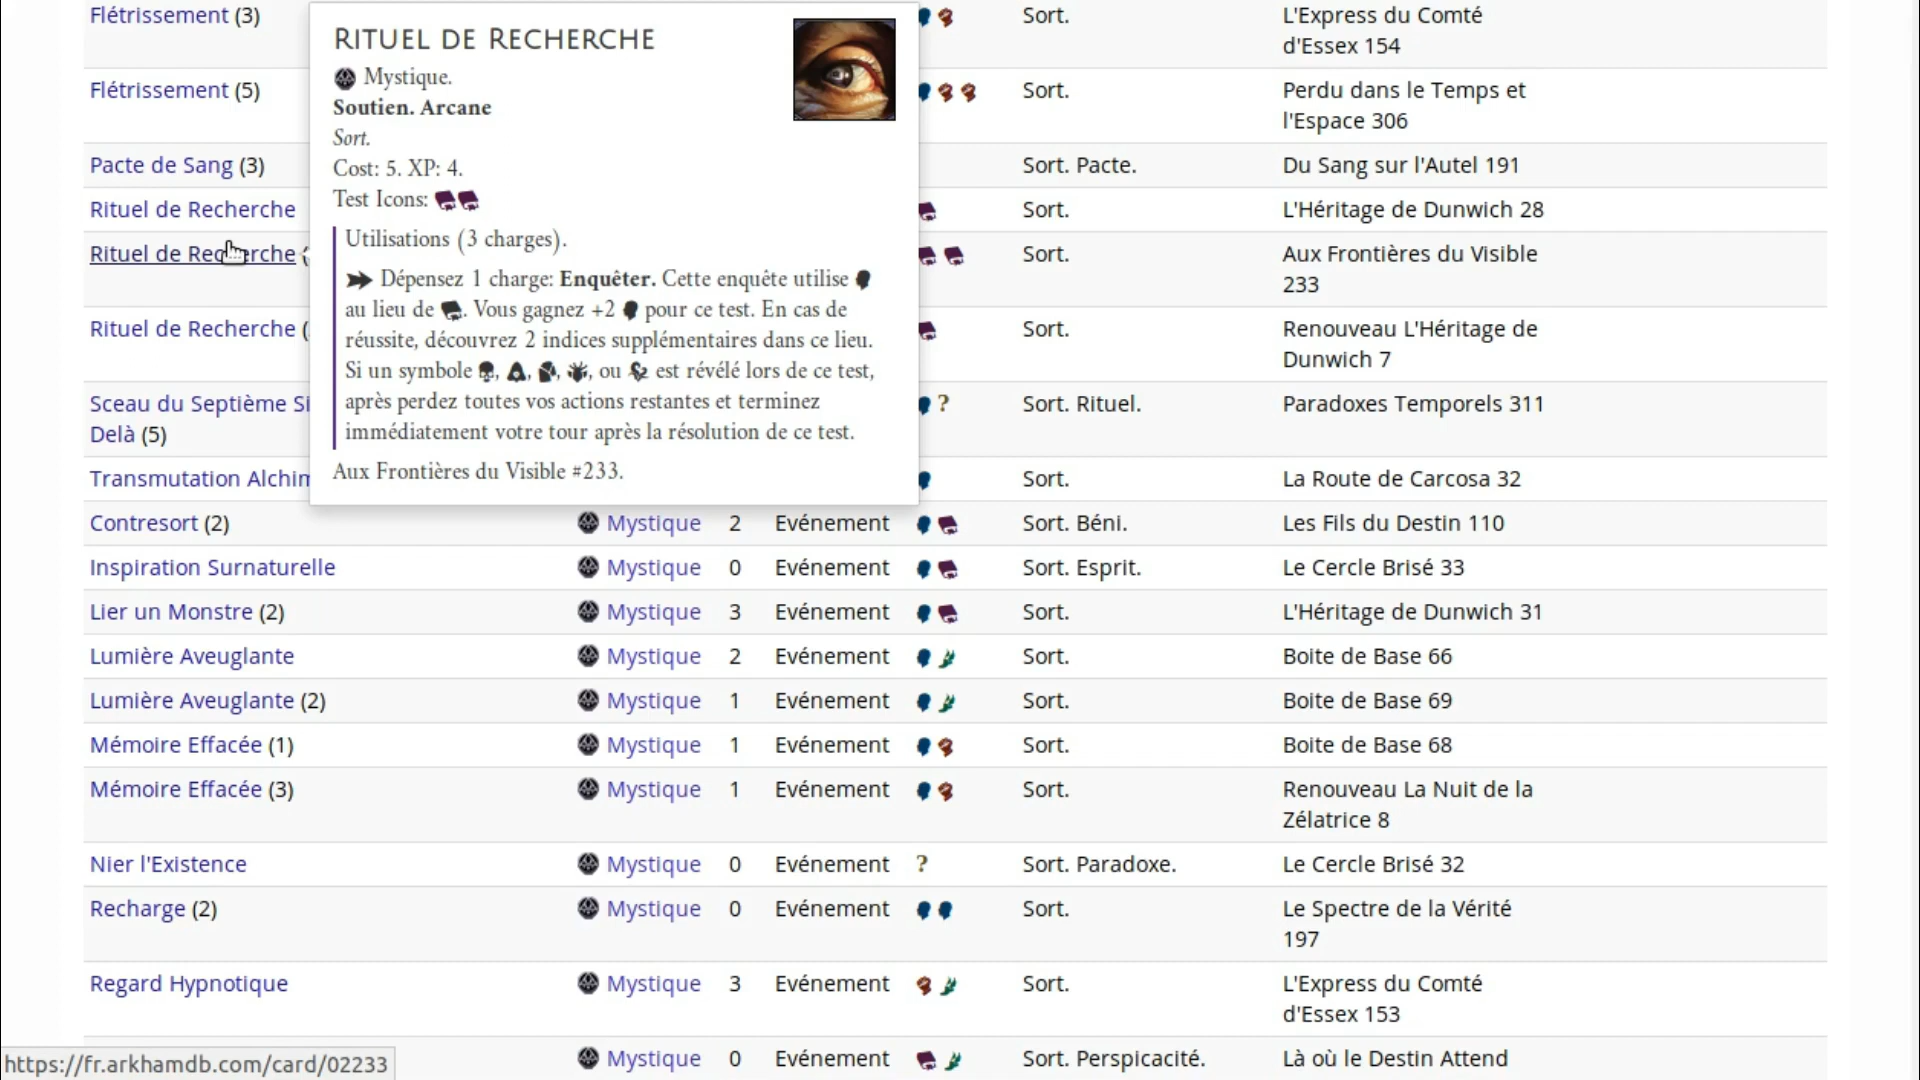 Flétrissement (3) Sort. L'Express du Comté
d'Essex 154
Flétrissement (5) Sort. Perdu dans le Temps et
l'Espace 306
Pacte de Sang (3) Sort. Pacte. Du Sang sur l'Autel 191
Rituel de Recherche Sort. L'Héritage de Dunwich 28
Rituel de Recherche Sort. Aux Frontières du Visible
233
Rituel de Recherche ( Sort. Renouveau L'Héritage de
Dunwich 7
Sceau du Septième Si ? Sort. Rituel. Paradoxes Temporels 311
Delà (5)
Transmutation Alchim Sort. La Route de Carcosa 32
Rituel de Recherche
Mystique.
Soutien. Arcane
Sort.
Cost: 5. XP: 4.
Test Icons:
Utilisations (3 charges).
Dépensez 1 charge: Enquêter. Cette enquête utilise
au lieu de . Vous gagnez +2 pour ce test. En cas de
réussite, découvrez 2 indices supplémentaires dans ce lieu.
Si un symbole , , , , ou est révélé lors de ce test,
après perdez toutes vos actions restantes et terminez
immédiatement votre tour après la résolution de ce test.
Aux Frontières du Visible #233.
Contresort (2) Mystique 2 Evénement Sort. Béni. Les Fils du Destin 110
Inspiration Surnaturelle Mystique 0 Evénement Sort. Esprit. Le Cercle Brisé 33
Lier un Monstre (2) Mystique 3 Evénement Sort. L'Héritage de Dunwich 31
Lumière Aveuglante Mystique 2 Evénement Sort. Boite de Base 66
Lumière Aveuglante (2) Mystique 1 Evénement Sort. Boite de Base 69
Mémoire Effacée (1) Mystique 1 Evénement Sort. Boite de Base 68
Mémoire Effacée (3) Mystique 1 Evénement Sort. Renouveau La Nuit de la
Zélatrice 8
Nier l'Existence Mystique 0 Evénement ? Sort. Paradoxe. Le Cercle Brisé 32
Recharge (2) Mystique 0 Evénement Sort. Le Spectre de la Vérité
197
Regard Hypnotique Mystique 3 Evénement Sort. L'Express du Comté
d'Essex 153
Mystique 0 Evénement Sort. Perspicacité. Là où le Destin Attend
https://fr.arkhamdb.com/card/02233